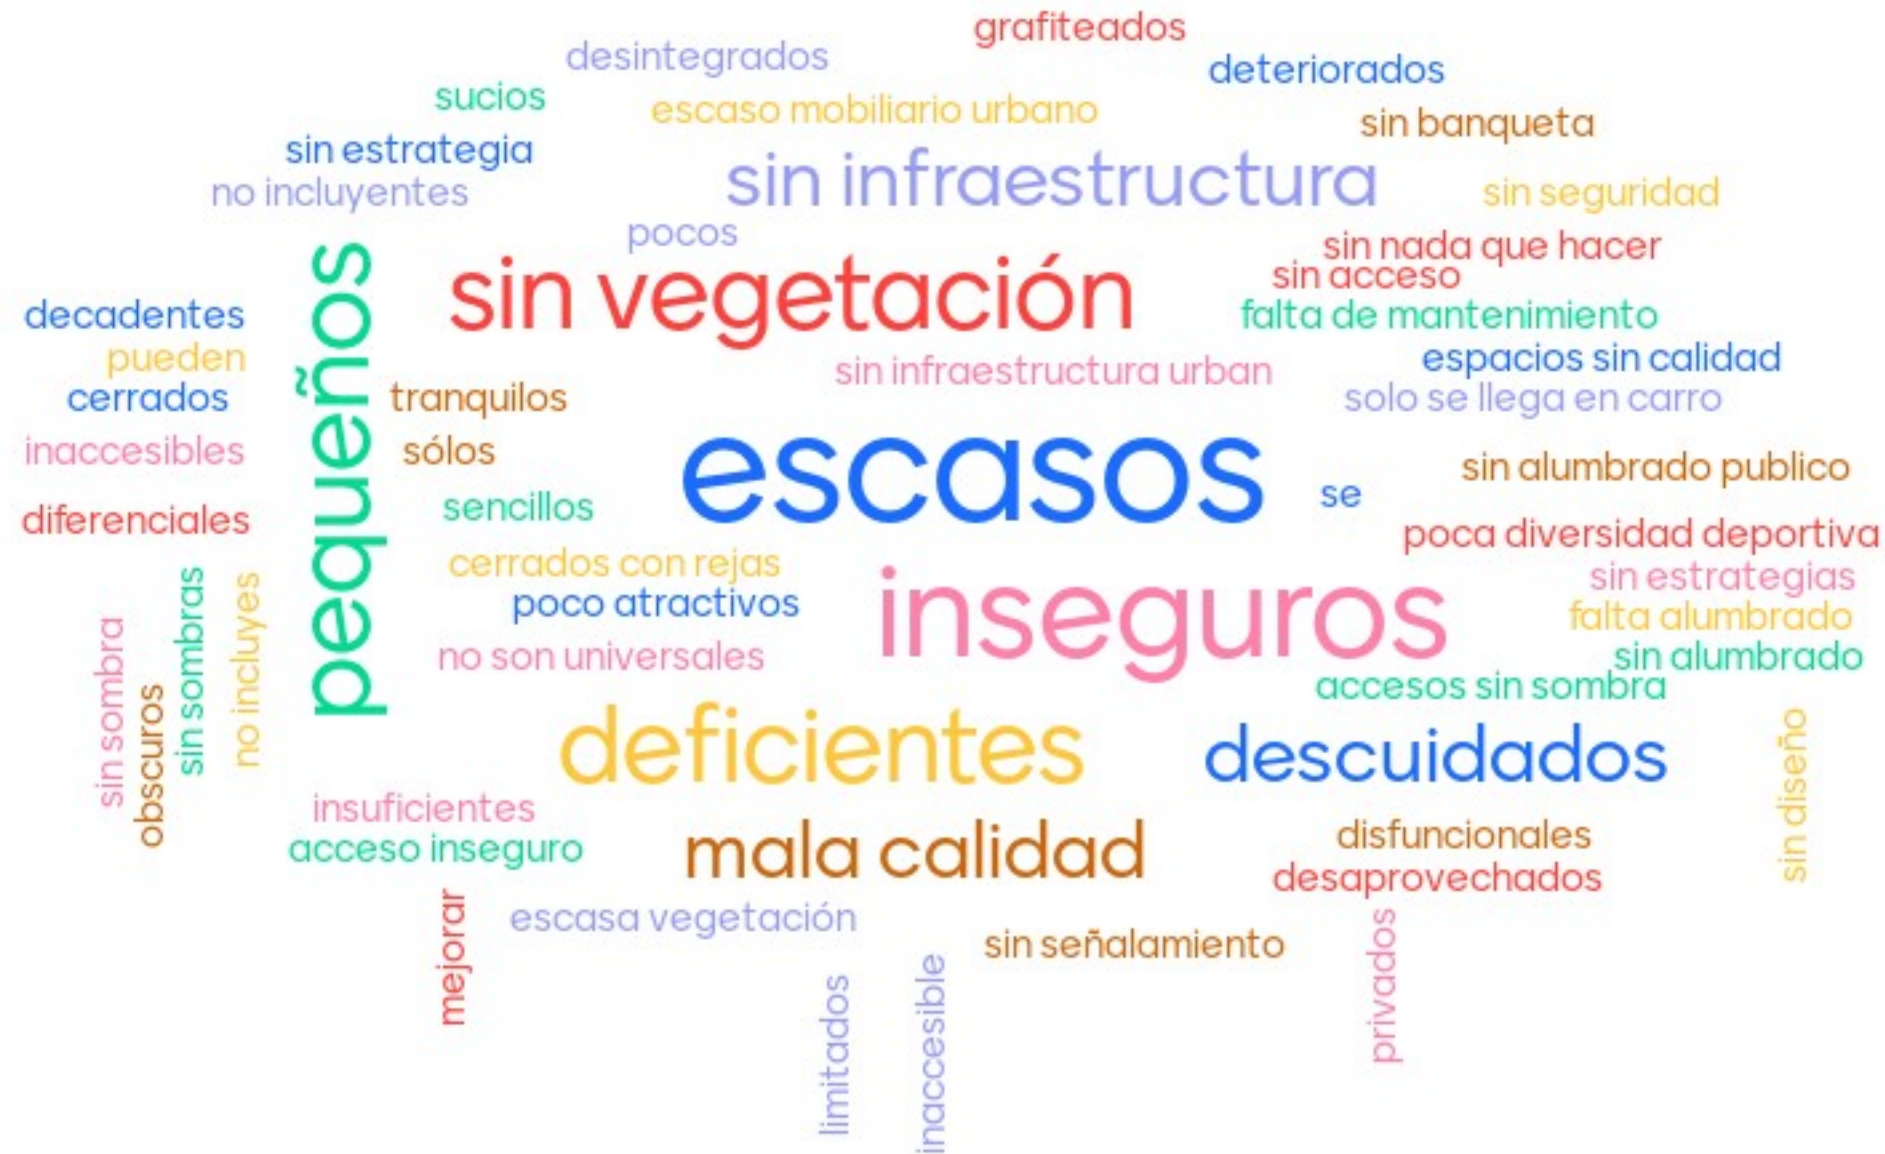 grafiteados
desintegrados
deteriorados
sucios
escaso mobiliario urbano
sin banqueta
sin estrategia
sin infraestructura
no incluyentes
sin seguridad
pocos
sin nada que hacer
sin vegetación
sin acceso
decadentes
falta de mantenimiento
pueden
sin infraestructura urban
espacios sin calidad
cerrados
pequeños
tranquilos
solo se llega en carro
inaccesibles
sólos
escasos
sin alumbrado publico
diferenciales
sencillos
se
poca diversidad deportiva
cerrados con rejas
sin estrategias
poco atractivos
inseguros
falta alumbrado
no son universales
sin alumbrado
accesos sin sombra
sin sombra
obscuros
sin sombras
no incluyes
deficientes
descuidados
sin diseño
insuficientes
acceso inseguro
mala calidad
disfuncionales
desaprovechados
mejorar
escasa vegetación
sin señalamiento
privados
limitados
inaccesible